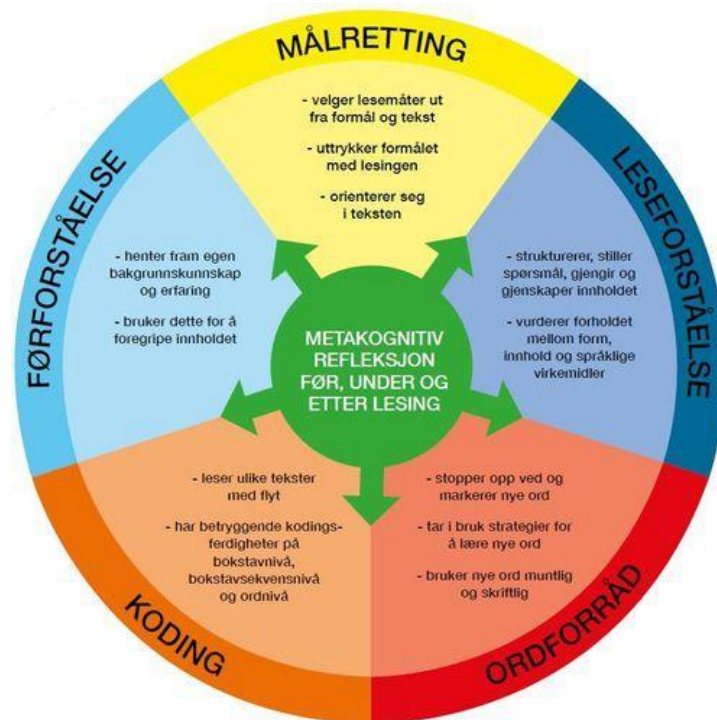 MÅLRETTING
- velger lesemåter ut
fra formål og tekst
- uttrykker formålet
med lesingen
- orienterer seg
i teksten
LESEFORSTÅELSE
- strukturerer, stiller
spørsmål, gjengir og
gjenskaper innholdet
- vurderer forholdet
mellom form,
innhold og språklige
virkemidler
ORDFORRÅD
- stopper opp ved og
markerer nye ord
- tar i bruk strategier for
å lære nye ord
- bruker nye ord muntlig
og skriftlig
KODING
- leser ulike tekster
med flyt
- har betryggende kodings-
ferdigheter på
bokstavnivå,
bokstavsekvensnivå
og ordnivå
FØRFORSTÅELSE
- henter fram egen
bakgrunnskunnskap
og erfaring
- bruker dette for å
foregripe innholdet
METAKOGNITIV
REFLEKSJON
FØR, UNDER OG
ETTER LESING